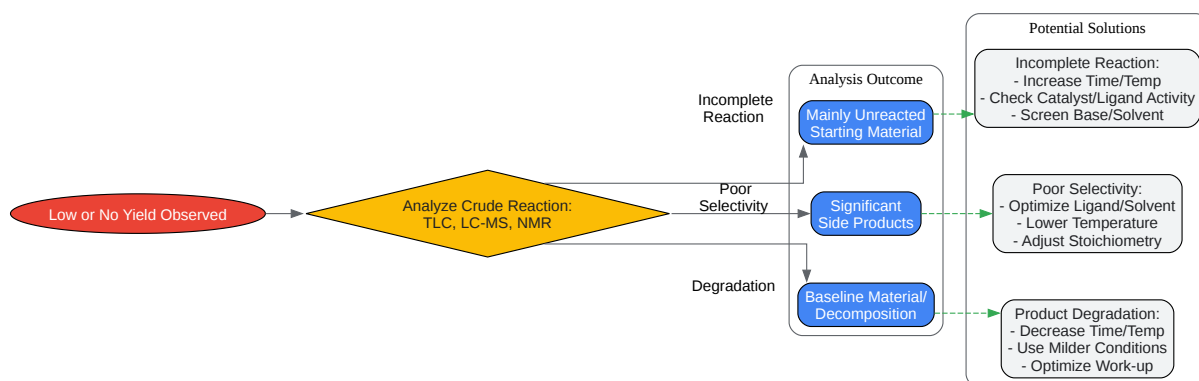 Low or No Yield Observed
Analyze Crude Reaction:
TLC, LC-MS, NMR
Incomplete
Reaction
Poor
Selectivity
Degradation
Analysis Outcome
Mainly Unreacted
Starting Material
Significant
Side Products
Baseline Material/
Decomposition
Potential Solutions
Incomplete Reaction:
- Increase Time/Temp
- Check Catalyst/Ligand Activity
- Screen Base/Solvent
Poor Selectivity:
- Optimize Ligand/Solvent
- Lower Temperature
- Adjust Stoichiometry
Product Degradation:
- Decrease Time/Temp
- Use Milder Conditions
- Optimize Work-up